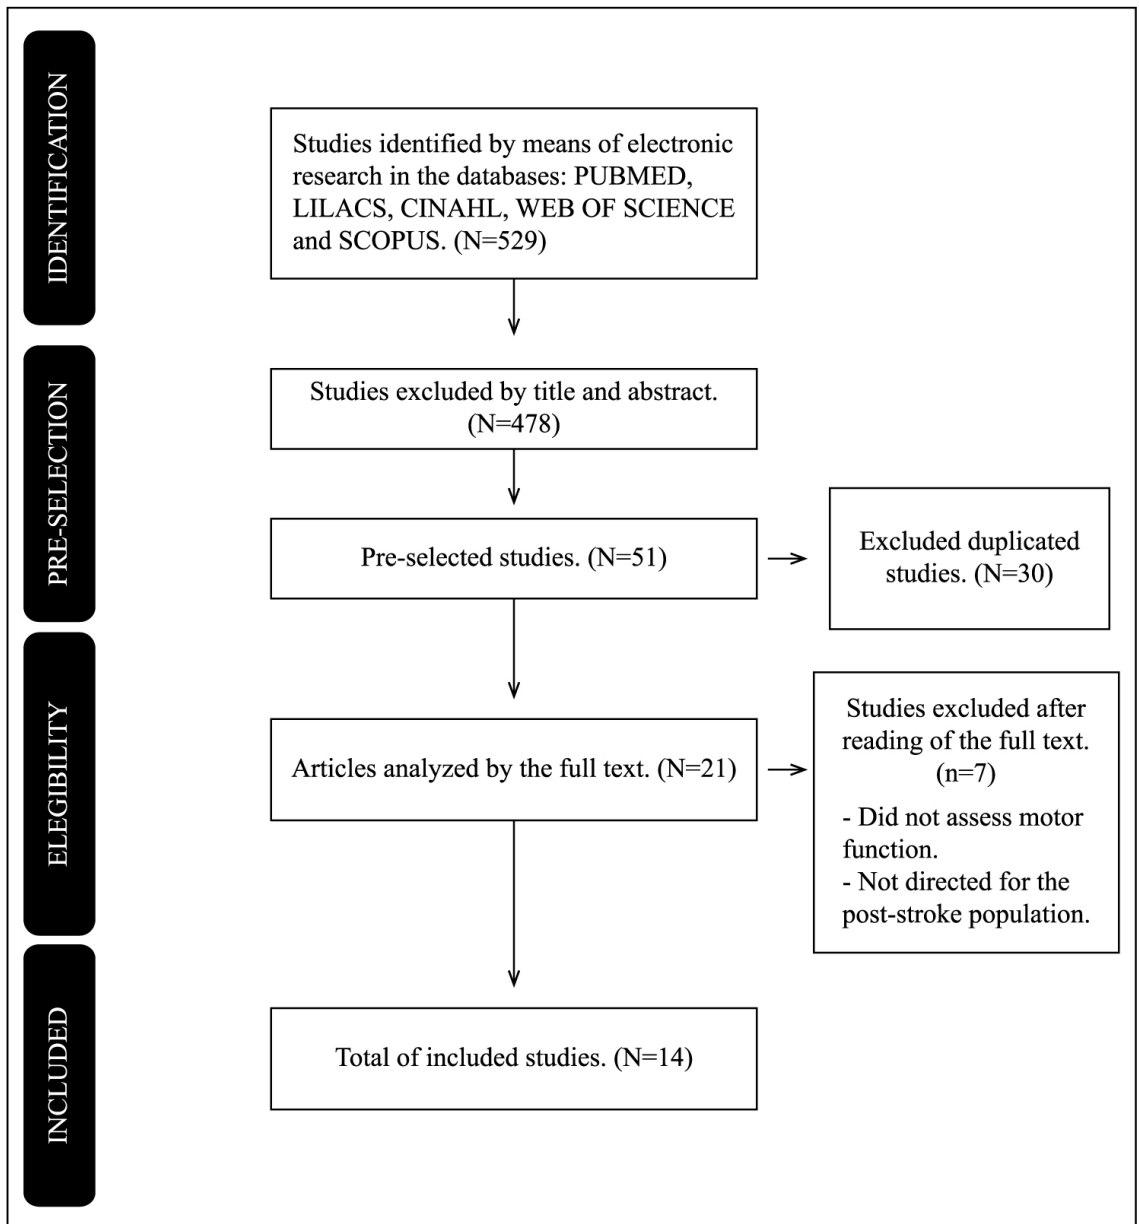 IDENTIFICATION
Studies identified by means of electronic
research in the databases: PUBMED,
LILACS, CINAHL, WEB OF SCIENCE
and SCOPUS. (N=529)
PRE-SELECTION
Studies excluded by title and abstract.
(N=478)
Pre-selected studies. (N=51)
Excluded duplicated
studies. (N=30)
ELEGIBILITY
Articles analyzed by the full text. (N=21)
Studies excluded after
reading of the full text.
(n=7)
- Did not assess motor
function.
- Not directed for the
post-stroke population.
INCLUDED
Total of included studies. (N=14)